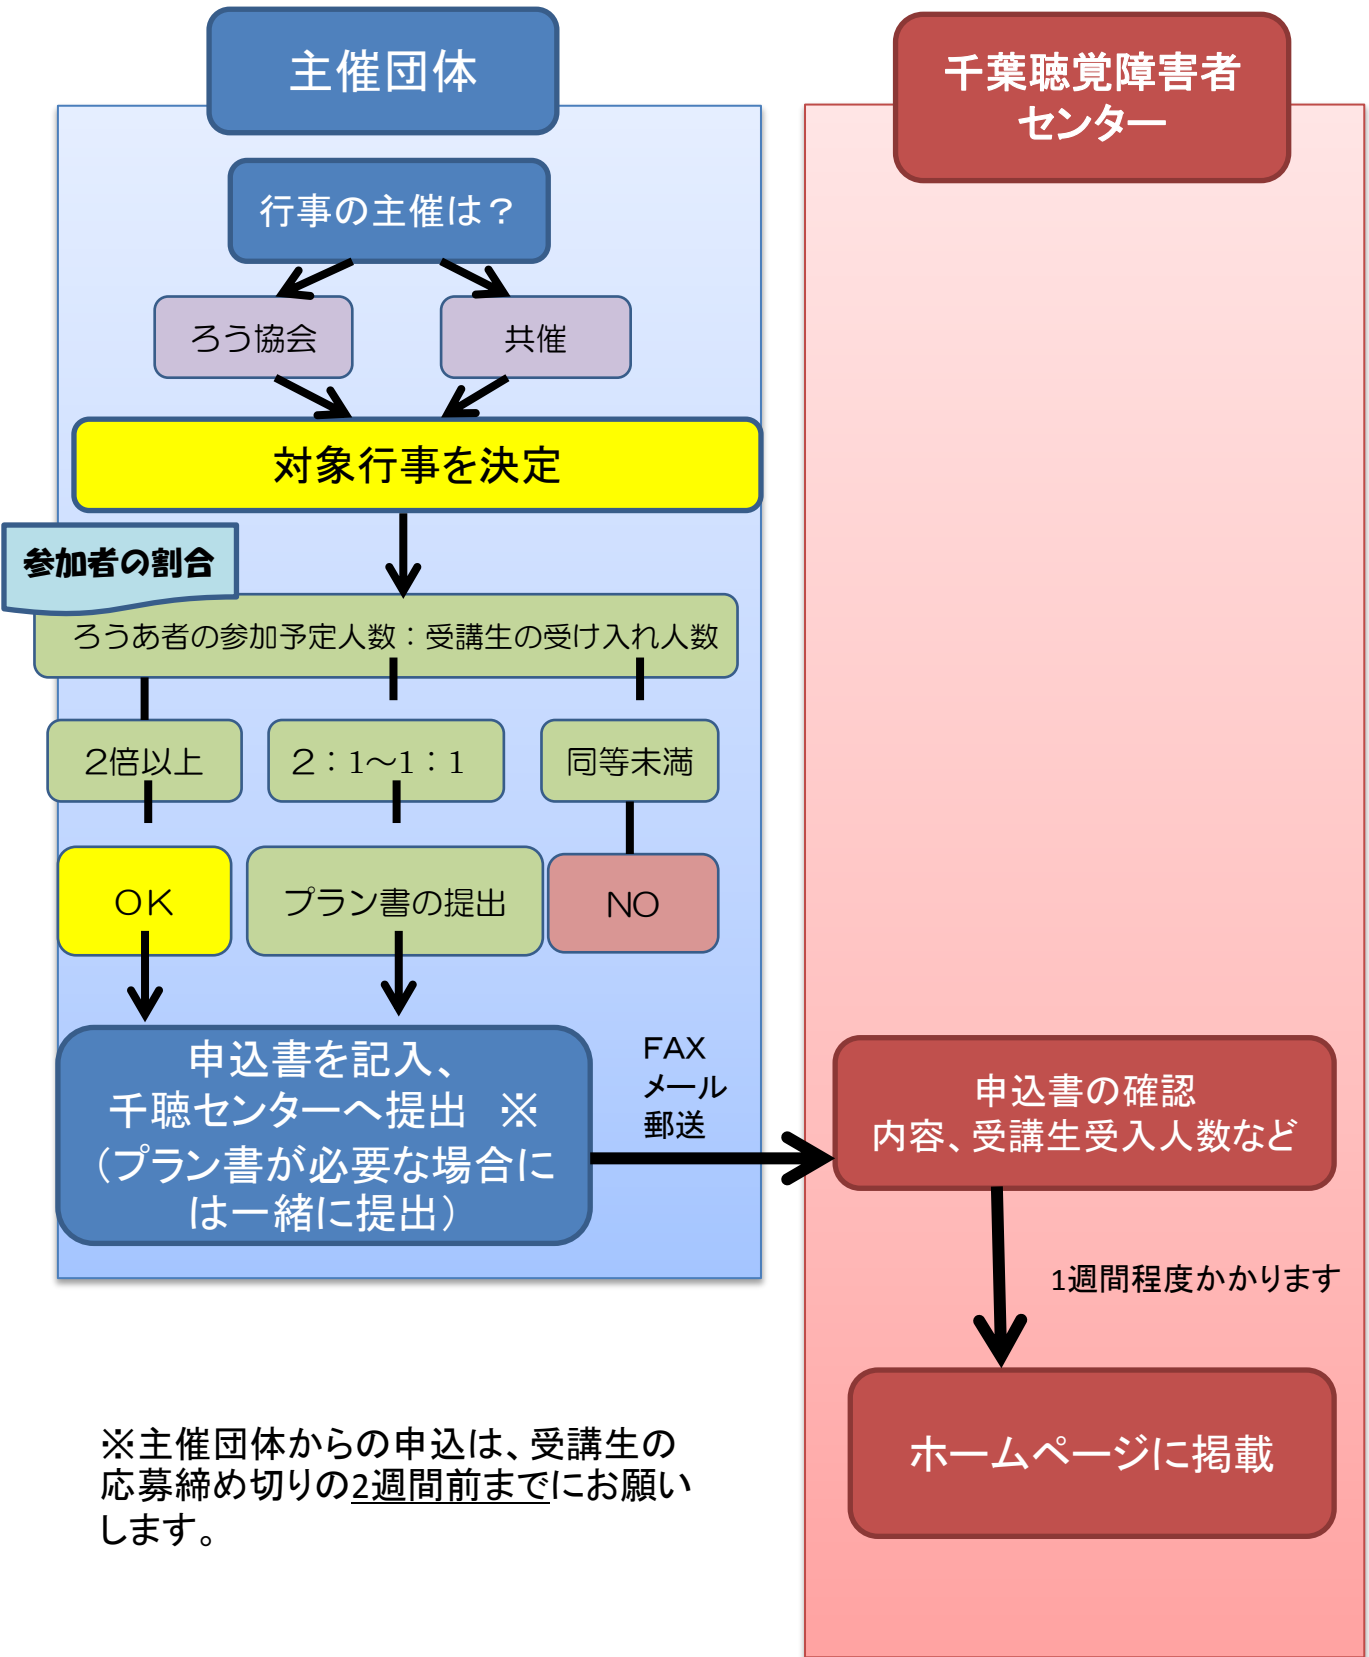 主催団体
千葉聴覚障害者
センター
行事の主催は？
ろう協会
共催
対象行事を決定
参加者の割合
ろうあ者の参加予定人数：受講生の受け入れ人数
２倍以上
２：1～1：1
同等未満
ＯＫ
プラン書の提出
ＮＯ
申込書を記入、
千聴センターへ提出　※
（プラン書が必要な場合に
は一緒に提出）
FAX
メール
郵送
申込書の確認
内容、受講生受入人数など
1週間程度かかります
ホームページに掲載
※主催団体からの申込は、受講生の
応募締め切りの2週間前までにお願い
します。